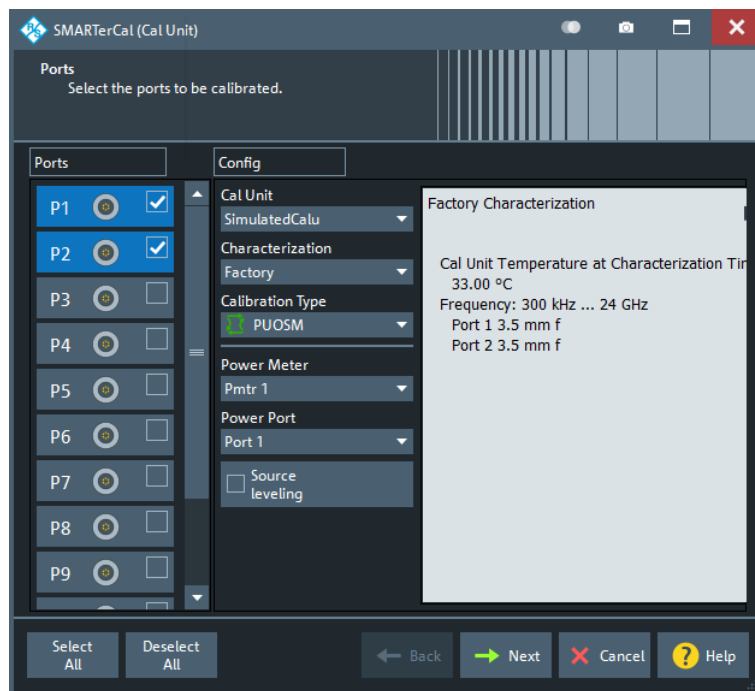 SMARTerCal (Cal Unit)
Ports
Select the ports to be calibrated.
Ports
P1
P2
P3
P4
P5
P6
P7
P8
P9
Config
Cal Unit
SimulatedCalu
Characterization
Factory
Calibration Type
PUOSM
Power Meter
Pmtr 1
Power Port
Port 1
Source
leveling
Factory Characterization
Cal Unit Temperature at Characterization Tim
33.00 ºC
Frequency: 300 kHz ... 24 GHz
Port 1 3.5 mm f
Port 2 3.5 mm f
Select
All
Deselect
All
Back
Next
Cancel
Help